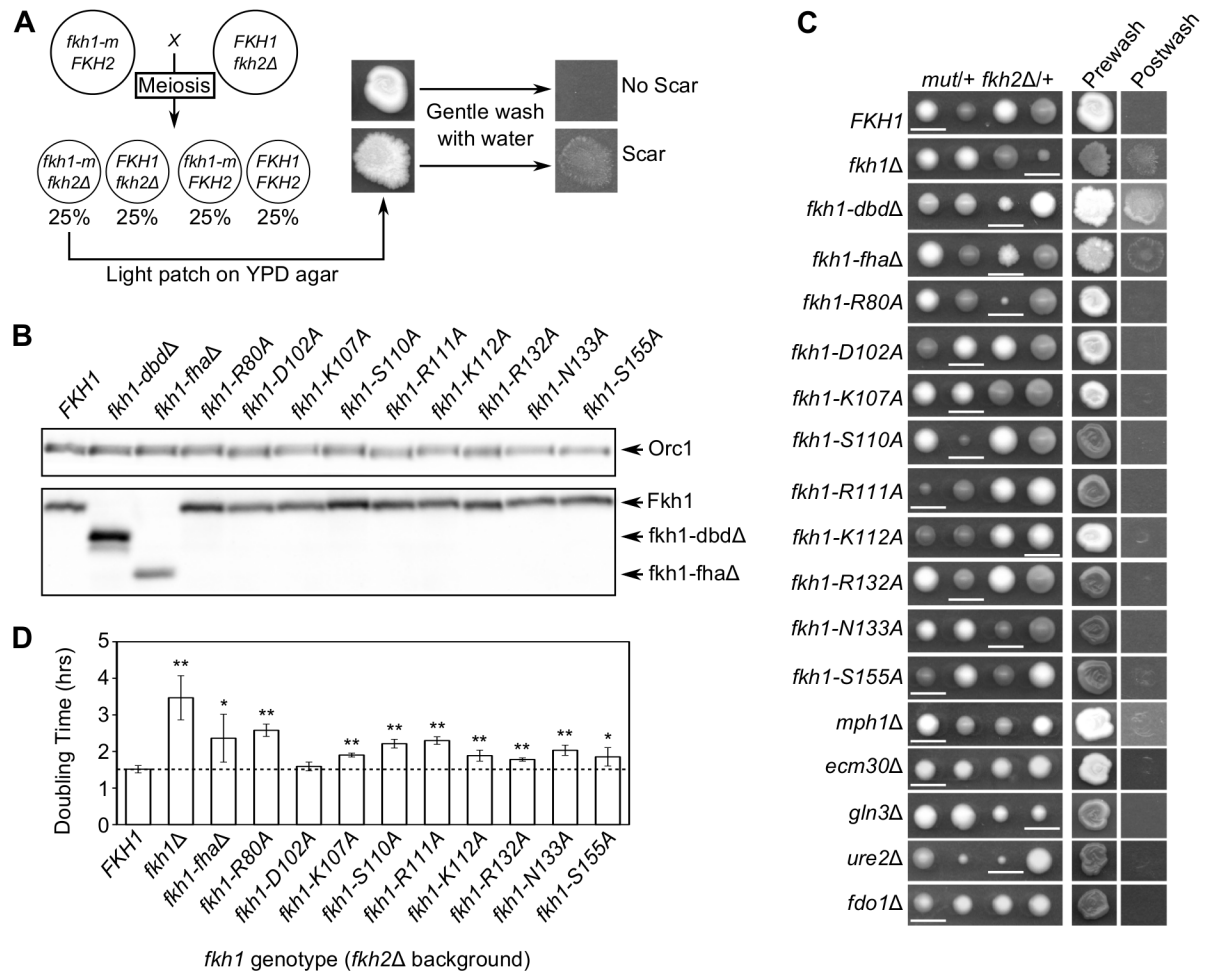 A
fkh1-m
FKH2
X
FKH1
fkh2Δ
Meiosis
fkh1-m
fkh2Δ
FKH1
fkh2Δ
fkh1-m
FKH2
FKH1
FKH2
25%
25%
25%
25%
Light patch on YPD agar
Gentle wash
with water
No Scar
Scar
B
FKH1
fkh1-dbdΔ
fkh1-fhaΔ
fkh1-R80A
fkh1-D102A
fkh1-K107A
fkh1-S110A
fkh1-R111A
fkh1-K112A
fkh1-R132A
fkh1-N133A
fkh1-S155A
Orc1
Fkh1
fkh1-dbdΔ
fkh1-fhaΔ
D
Doubling Time (hrs)
5
4
3
2
1
0
**
*
**
**
**
**
**
**
**
*
FKH1
fkh1Δ
fkh1-fhaΔ
fkh1-R80A
fkh1-D102A
fkh1-K107A
fkh1-S110A
fkh1-R111A
fkh1-K112A
fkh1-R132A
fkh1-N133A
fkh1-S155A
fkh1 genotype (fkh2Δ background)
C
mut/+ fkh2Δ/+
Prewash
Postwash
FKH1
fkh1Δ
fkh1-dbdΔ
fkh1-fhaΔ
fkh1-R80A
fkh1-D102A
fkh1-K107A
fkh1-S110A
fkh1-R111A
fkh1-K112A
fkh1-R132A
fkh1-N133A
fkh1-S155A
mph1Δ
ecm30Δ
gln3Δ
ure2Δ
fdo1Δ